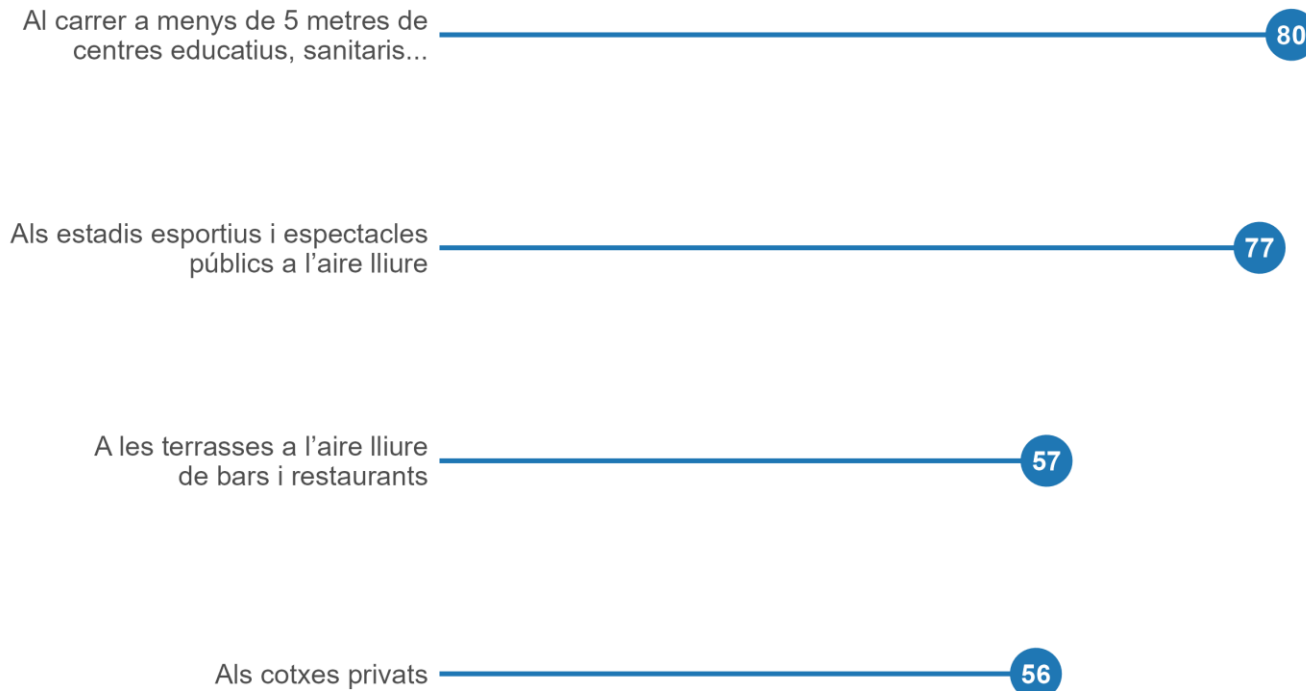 Al carrer a menys de 5 metres de
centres educatius, sanitaris...
80
Als estadis esportius i espectacles
públics a l’aire lliure
77
A les terrasses a l’aire lliure
de bars i restaurants
57
Als cotxes privats
56